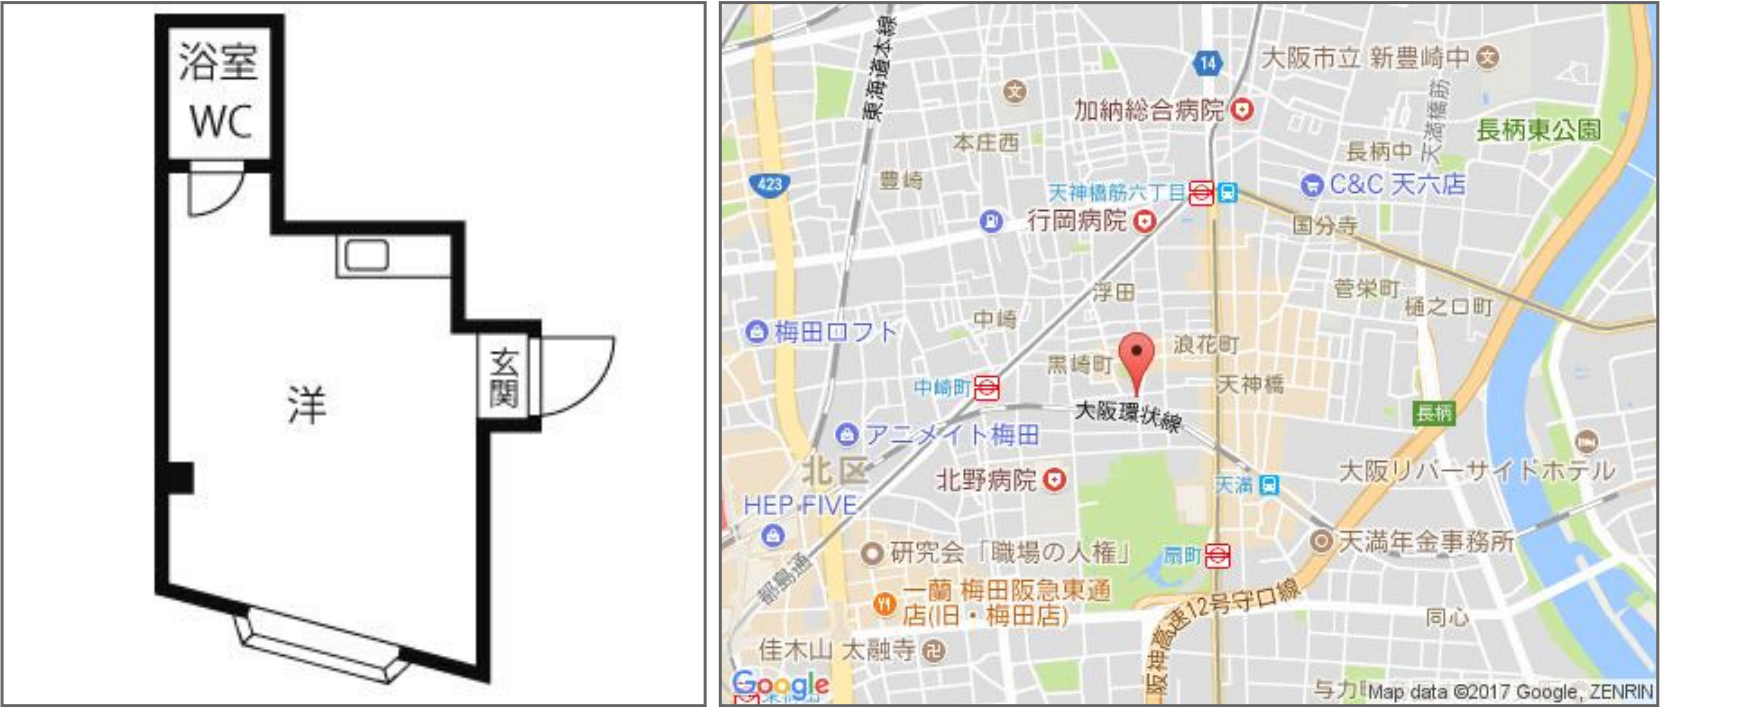 浴室
WC
洋
玄
関
東海道本線
14
大阪市立 新豊崎中
天満橋筋
加納総合病院
長柄東公園
本庄西
長柄中
豊崎
423
天神橋筋六丁目
C&C 天六店
行岡病院
国分寺
菅栄町
浮田
樋之口町
中崎
梅田ロフト
浪花町
黒崎町
中崎町
天神橋
大阪環状線
長柄
アニメイト梅田
北区
北野病院
大阪リバーサイドホテル
天満
HEP FIVE
天満年金事務所
研究会「職場の人権」
扇町
都島通
一蘭 梅田阪急東通
店(旧・梅田店)
阪神高速12号守口線
同心
佳木山 太融寺
Google
与力
Map data ©2017 Google, ZENRIN